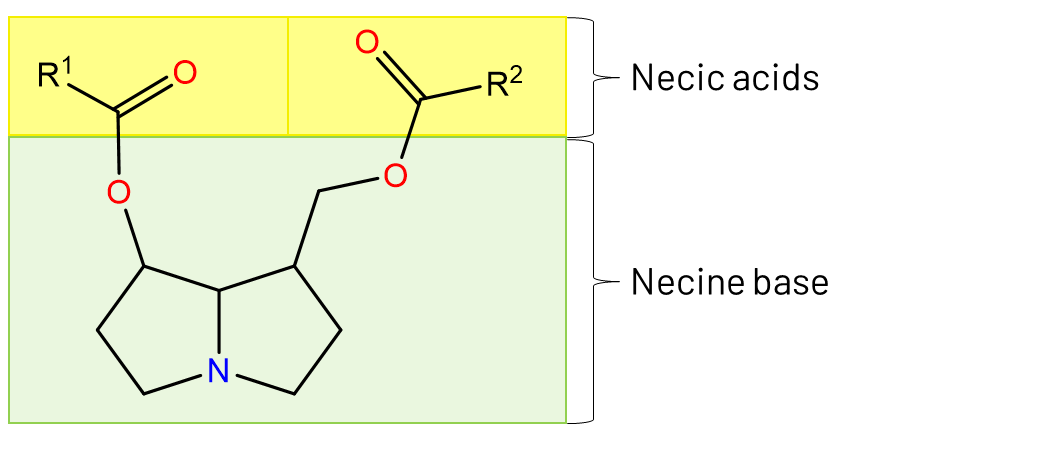 O
R¹
O
R²
Necic acids
O
O
N
Necine base